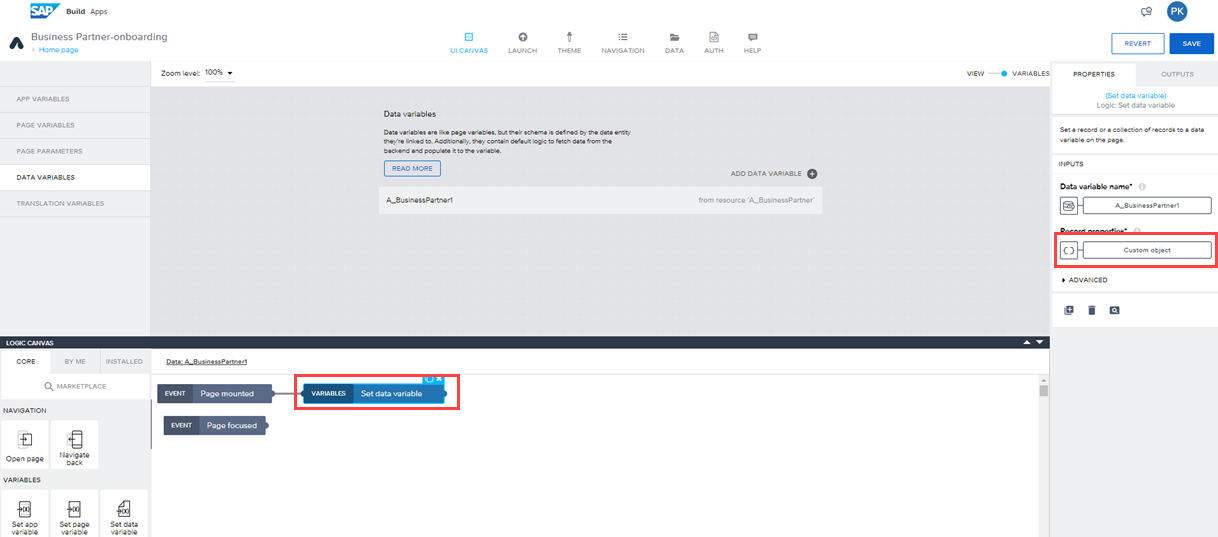 SAP Build Apps
PK
Business Partner-onboarding
Home page
UI CANVAS
LAUNCH
THEME
NAVIGATION
DATA
AUTH
HELP
REVERT
SAVE
APP VARIABLES
PAGE VARIABLES
PAGE PARAMETERS
DATA VARIABLES
TRANSLATION VARIABLES
Zoom level: 100%
VIEW VARIABLES
Data variables
Data variables are like page variables, but their schema is defined by the data entity
they're linked to. Additionally, they contain default logic to fetch data from the
backend and populate it to the variable.
READ MORE
ADD DATA VARIABLE
A_BusinessPartner1 from resource 'A_BusinessPartner'
PROPERTIES OUTPUTS
(Set data variable)
Logic: Set data variable
Set a record or a collection of records to a data
variable on the page.
INPUTS
Data variable name*
A_BusinessPartner1
Record properties*
Custom object
ADVANCED
LOGIC CANVAS
CORE BY ME INSTALLED
MARKETPLACE
NAVIGATION
Open page
Navigate
back
VARIABLES
Set app
variable
Set page
variable
Set data
variable
Data: A_BusinessPartner1
EVENT Page mounted
VARIABLES Set data variable
EVENT Page focused